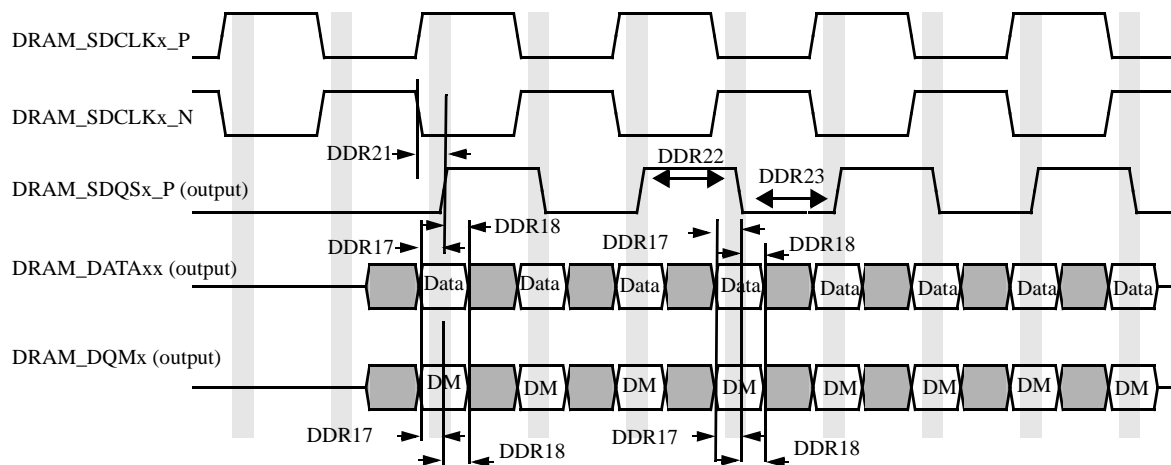 DRAM_SDCLKx_P
DRAM_SDCLKx_N
DDR21
DDR22
DDR23
DRAM_SDQSx_P (output)
DDR17
DDR18
DDR17
DDR18
DRAM_DATAxx (output)
Data
Data
Data
Data
Data
Data
Data
Data
DRAM_DQMx (output)
DM
DM
DM
DM
DM
DM
DM
DM
DDR17
DDR18
DDR17
DDR18